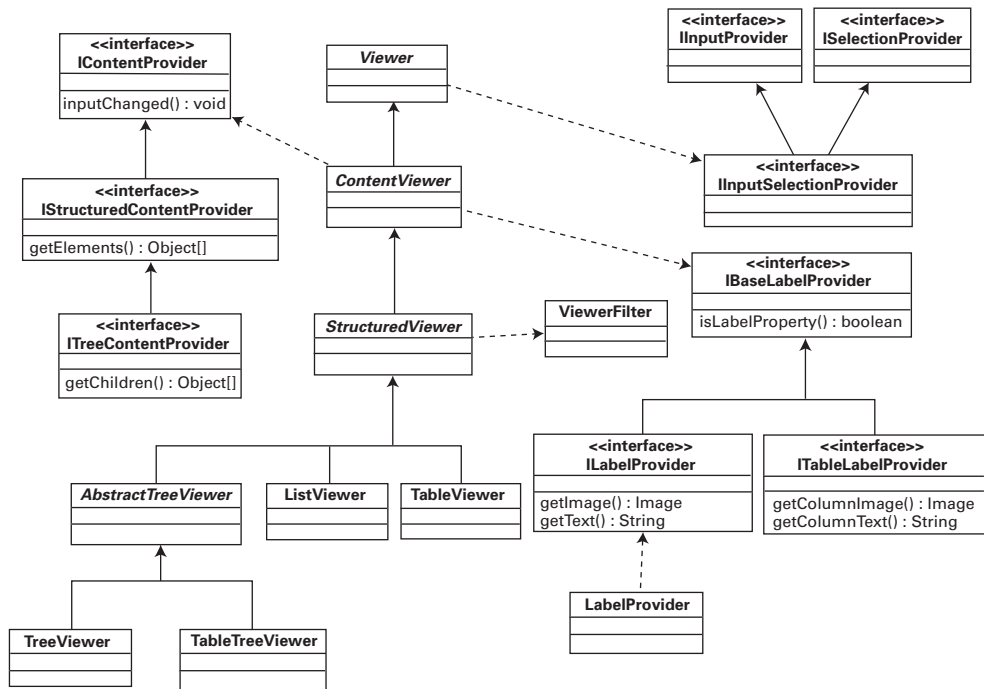 <<interface>>
IContentProvider
inputChanged() : void
Viewer
<<interface>>
IInputProvider
<<interface>>
ISelectionProvider
<<interface>>
IStructuredContentProvider
getElements() : Object[]
ContentViewer
<<interface>>
IInputSelectionProvider
<<interface>>
IBaseLabelProvider
isLabelProperty() : boolean
<<interface>>
ITreeContentProvider
getChildren() : Object[]
StructuredViewer
ViewerFilter
AbstractTreeViewer
ListViewer
TableViewer
<<interface>>
ILabelProvider
getImage() : Image
getText() : String
<<interface>>
ITableLabelProvider
getColumnImage() : Image
getColumnText() : String
TreeViewer
TableTreeViewer
LabelProvider